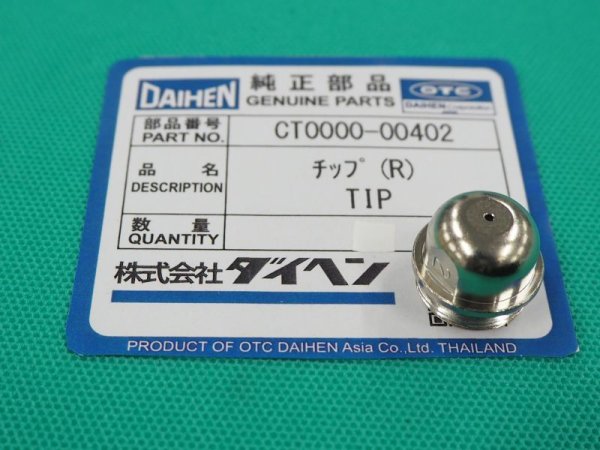 DAIHEN 純正部品 OTC
GENUINE PARTS DAIHEN Corporation
部品番号 CT0000-00402
PART NO.
品 名 チップ (R)
DESCRIPTION TIP
数 量
QUANTITY
株式会社 ダイヘン
PRODUCT OF OTC DAIHEN Asia Co.,Ltd. THAILAND